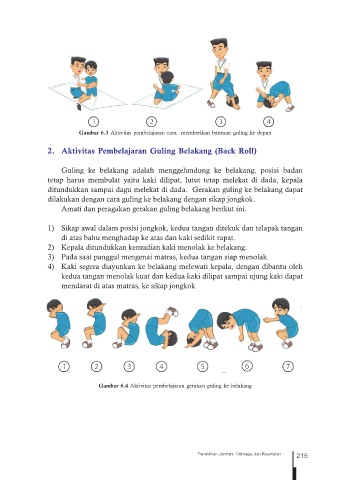 1 2 3 4
Gambar 6.3 Aktivitas pembelajaran cara memberikan bantuan guling ke depan
2. Aktivitas Pembelajaran Guling Belakang (Back Roll)
Guling ke belakang adalah menggelundung ke belakang, posisi badan
tetap harus membulat yaitu kaki dilipat, lutut tetap melekat di dada, kepala
ditundukkan sampai dagu melekat di dada. Gerakan guling ke belakang dapat
dilakukan dengan cara guling ke belakang dengan sikap jongkok.
Amati dan peragakan gerakan guling belakang berikut ini.
1) Sikap awal dalam posisi jongkok, kedua tangan ditekuk dan telapak tangan
di atas bahu menghadap ke atas dan kaki sedikit rapat.
2) Kepala ditundukkan kemudian kaki menolak ke belakang.
3) Pada saat panggul mengenai matras, kedua tangan siap menolak.
4) Kaki segera diayunkan ke belakang melewati kepala, dengan dibantu oleh
kedua tangan menolak kuat dan kedua kaki dilipat sampai ujung kaki dapat
mendarat di atas matras, ke sikap jongkok
1 2 3 4 5 6 7
Gambar 6.4 Aktivitas pembelajaran gerakan guling ke belakang
Pendidikan Jasmani, Olahraga, dan Kesehatan 215